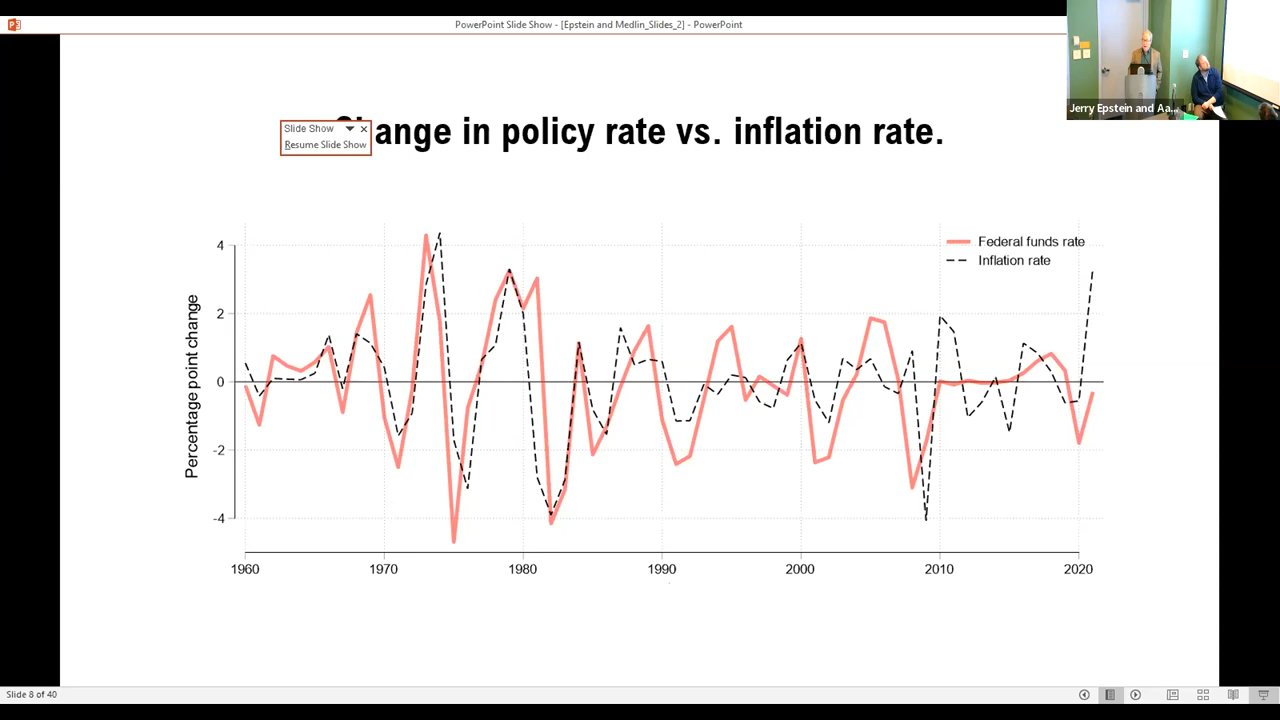 PowerPoint Slide Show - [Epstein and Medlin_Slides_2] - PowerPoint
Jerry Epstein and Aa...
Change in policy rate vs. inflation rate.
Slide Show
Resume Slide Show
Federal funds rate
Inflation rate
Percentage point change
4
2
0
-2
-4
1960
1970
1980
1990
2000
2010
2020
Slide 8 of 40